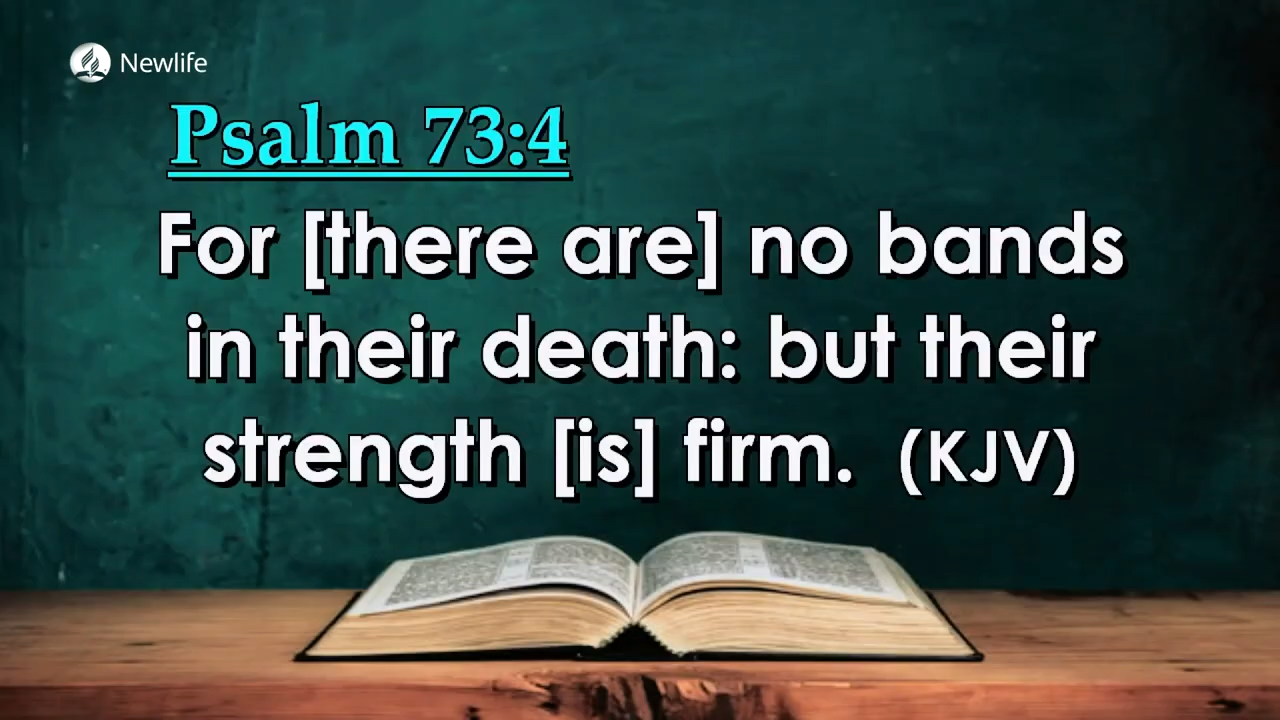 Newlife
Psalm 73:4
For [there are] no bands
in their death: but their
strength [is] firm. (KJV)